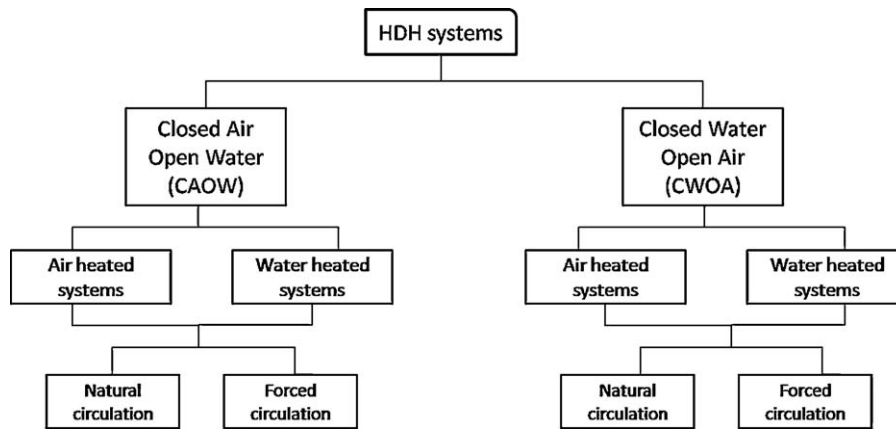 HDH systems
Closed Air
Open Water
(CAOW)
Closed Water
Open Air
(CWOA)
Air heated
systems
Water heated
systems
Air heated
systems
Water heated
systems
Natural
circulation
Forced
circulation
Natural
circulation
Forced
circulation